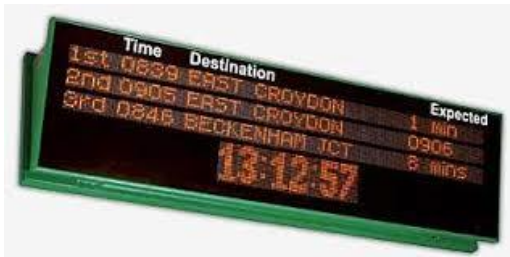 Time Destination Expected
1st 0839 EAST CROYDON 1 min
2nd 0905 EAST CROYDON 0906
3rd 0846 BECKENHAM JCT 8 mins
13:12:57